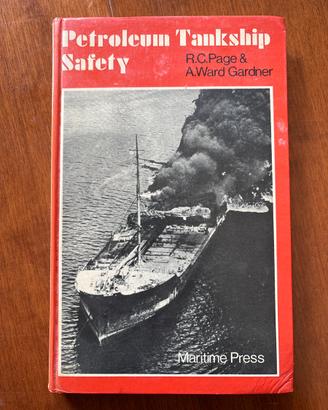 Petroleum Tankship
Safety
R.C.Page &
A.Ward Gardner
Maritime Press